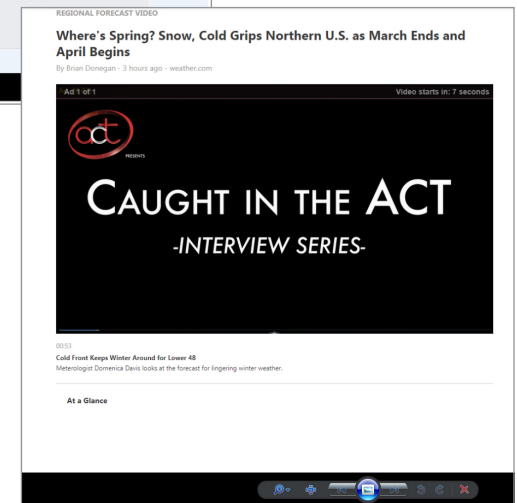 REGIONAL FORECAST VIDEO
Where's Spring? Snow, Cold Grips Northern U.S. as March Ends and
April Begins
By Brian Donegan - 3 hours ago - weather.com
Ad 1 of 1
Video starts in: 7 seconds
act
PRESENTS
CAUGHT IN THE ACT
-INTERVIEW SERIES-
00:53
Cold Front Keeps Winter Around for Lower 48
Meterologist Domenica Davis looks at the forecast for lingering winter weather.
At a Glance